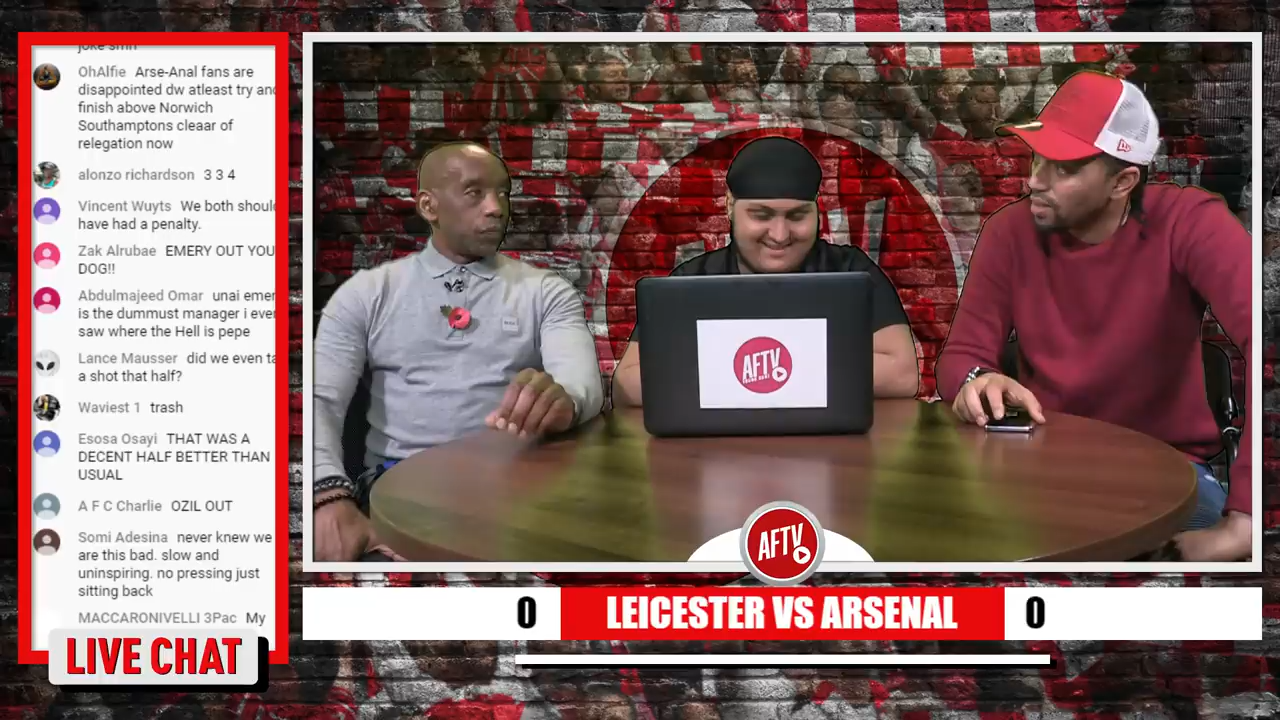 joke smh
OhAlfie Arse-Anal fans are
disappointed dw atleast try and
finish above Norwich
Southamptons cleaar of
relegation now
alonzo richardson 3 3 4
Vincent Wuyts We both shoul
have had a penalty.
Zak Alrubae EMERY OUT YOU
DOG!!
Abdulmajeed Omar unai emer
is the dummust manager i ever
saw where the Hell is pepe
Lance Mausser did we even ta
a shot that half?
Waviest 1 trash
Esosa Osayi THAT WAS A
DECENT HALF BETTER THAN
USUAL
A F C Charlie OZIL OUT
Somi Adesina never knew we
are this bad. slow and
uninspiring. no pressing just
sitting back
MACCARONIVELLI 3Pac My
LIVE CHAT
AFTV
AFTV
0 LEICESTER VS ARSENAL 0